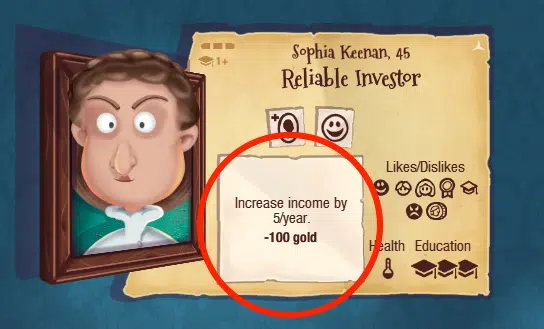 Sophia Keenan, 45
1+
Reliable Investor
+
Likes/Dislikes
Increase income by
5/year.
-100 gold
Health Education